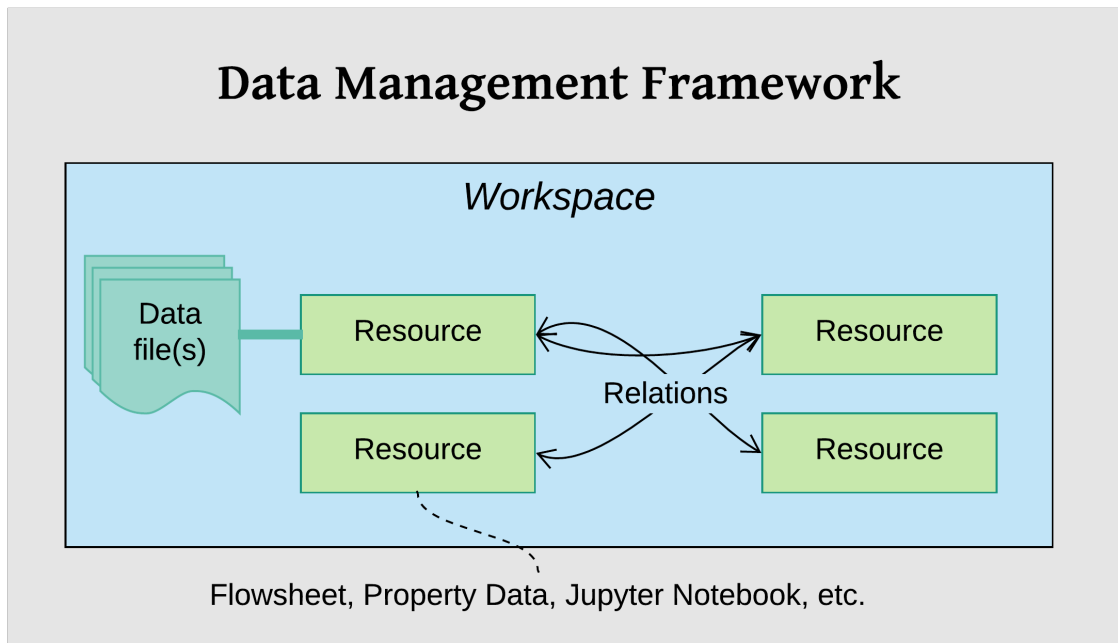 Data Management Framework
Workspace
Data
file(s)
Resource
Resource
Relations
Resource
Resource
Flowsheet, Property Data, Jupyter Notebook, etc.